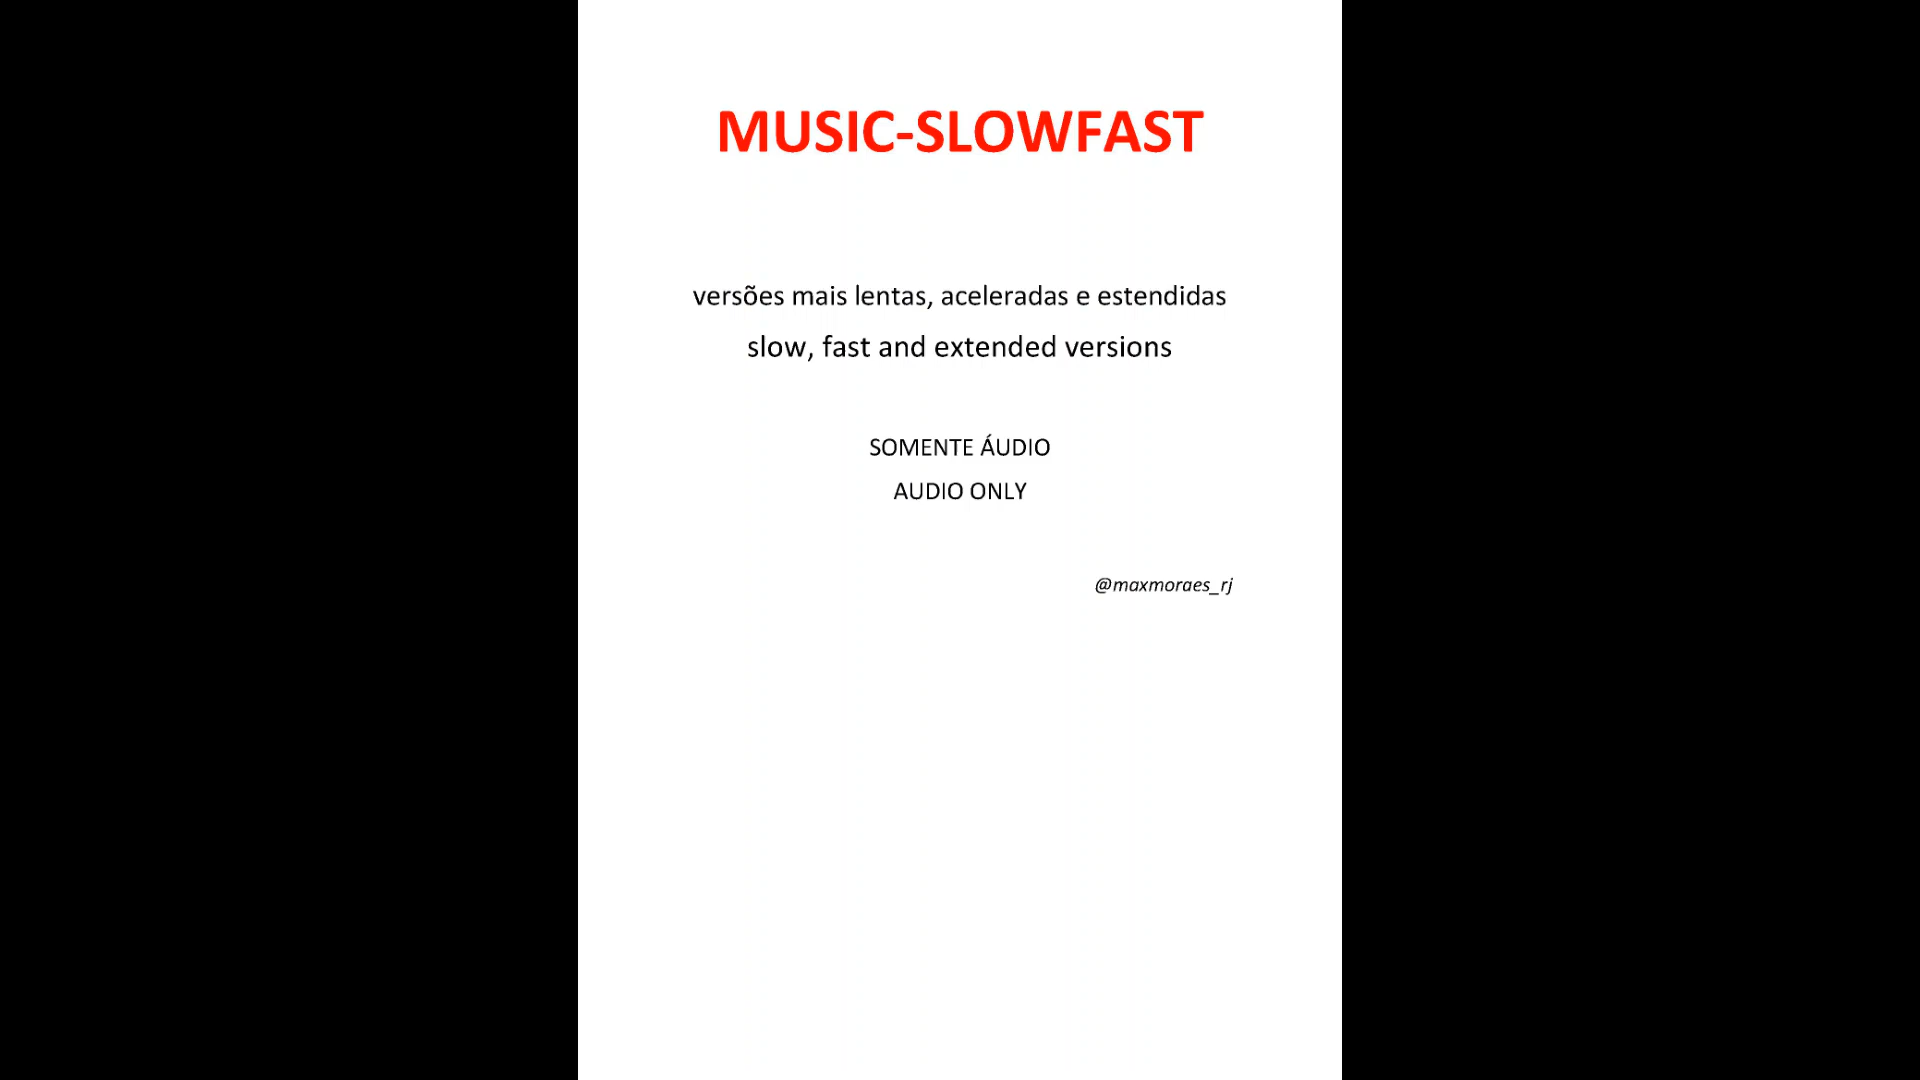 MUSIC-SLOWFAST
versões mais lentas, aceleradas e estendidas
slow, fast and extended versions
SOMENTE ÁUDIO
AUDIO ONLY
@maxmoraes_rj